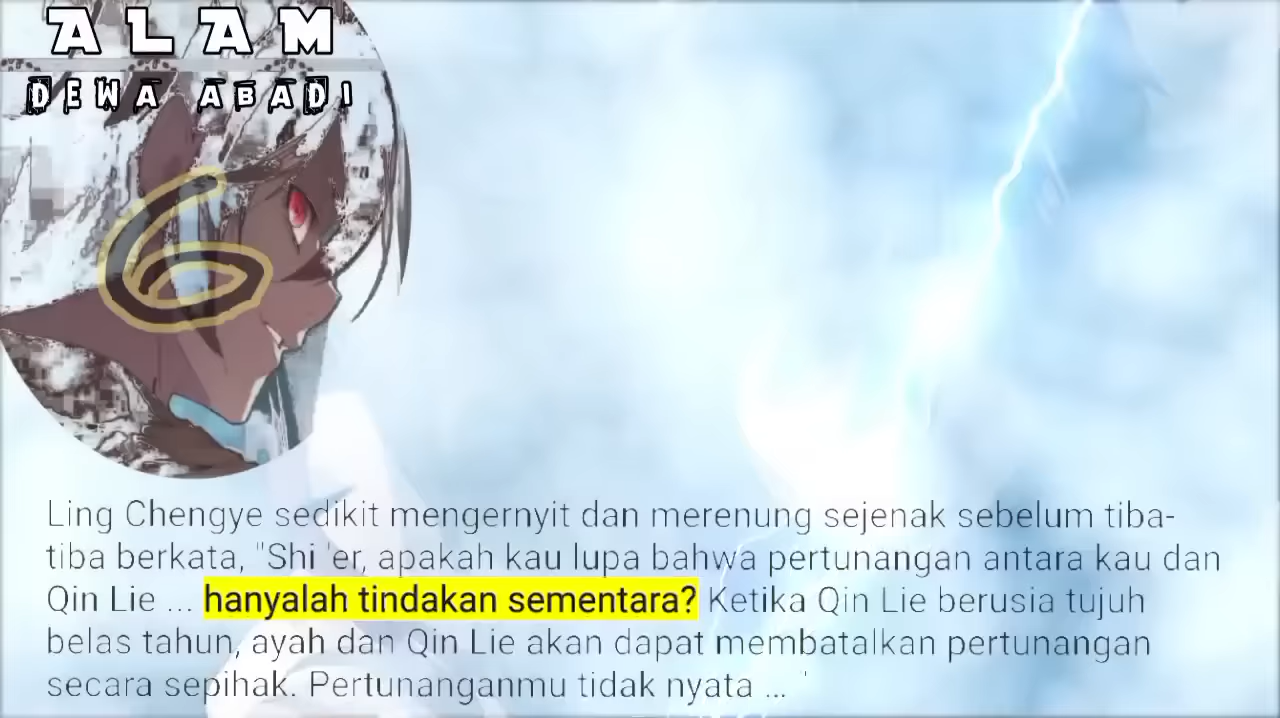 ALAM
DEWA ABADI
6
Ling Chengye sedikit mengernyit dan merenung sejenak sebelum tiba-
tiba berkata, "Shi 'er, apakah kau lupa bahwa pertunangan antara kau dan
Qin Lie ... hanyalah tindakan sementara? Ketika Qin Lie berusia tujuh
belas tahun, ayah dan Qin Lie akan dapat membatalkan pertunangan
secara sepihak. Pertunanganmu tidak nyata ... '